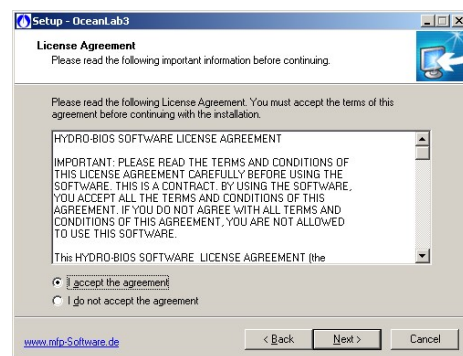 Setup - OceanLab3
License Agreement
Please read the following important information before continuing.
Please read the following License Agreement. You must accept the terms of this
agreement before continuing with the installation.
HYDRO-BIOS SOFTWARE LICENSE AGREEMENT
IMPORTANT: PLEASE READ THE TERMS AND CONDITIONS OF
THIS LICENSE AGREEMENT CAREFULLY BEFORE USING THE
SOFTWARE. THIS IS A CONTRACT. BY USING THE SOFTWARE,
YOU ACCEPT ALL THE TERMS AND CONDITIONS OF THIS
AGREEMENT. IF YOU DO NOT AGREE WITH ALL TERMS AND
CONDITIONS OF THIS AGREEMENT, YOU ARE NOT ALLOWED
TO USE THIS SOFTWARE.
This HYDRO-BIOS SOFTWARE LICENSE AGREEMENT (the
I accept the agreement
I do not accept the agreement
www.mfp-Software.de
< Back
Next >
Cancel